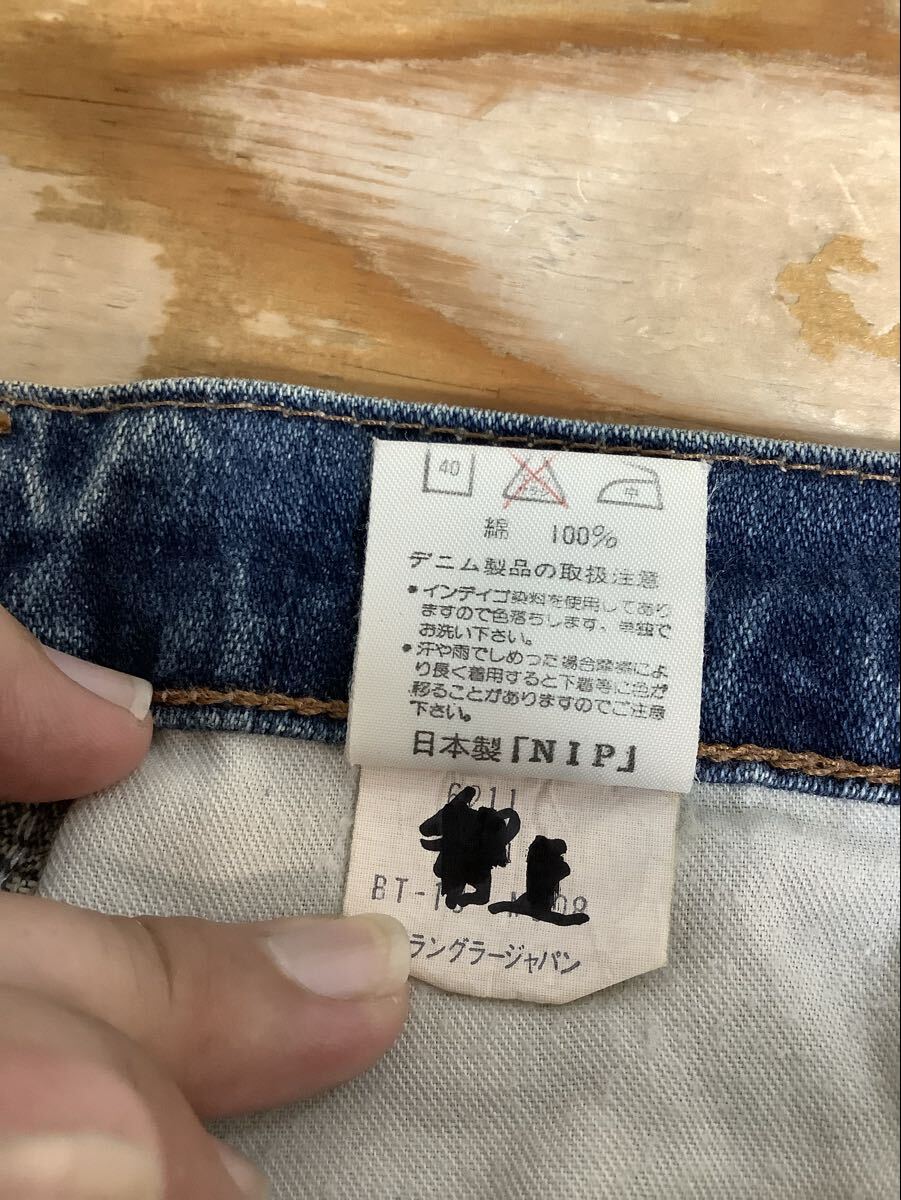 40
中
綿 100%
デニム製品の取扱注意
•インディゴ染料を使用してあり
ますので色落ちします、単独で
お洗い下さい。
•汗や雨でしめった場合摩擦によ
り長く着用すると下着等に色が
移ることがありますのでご注意
下さい。
日本製「NIP」
6211
BT-1
ラングラージャパン